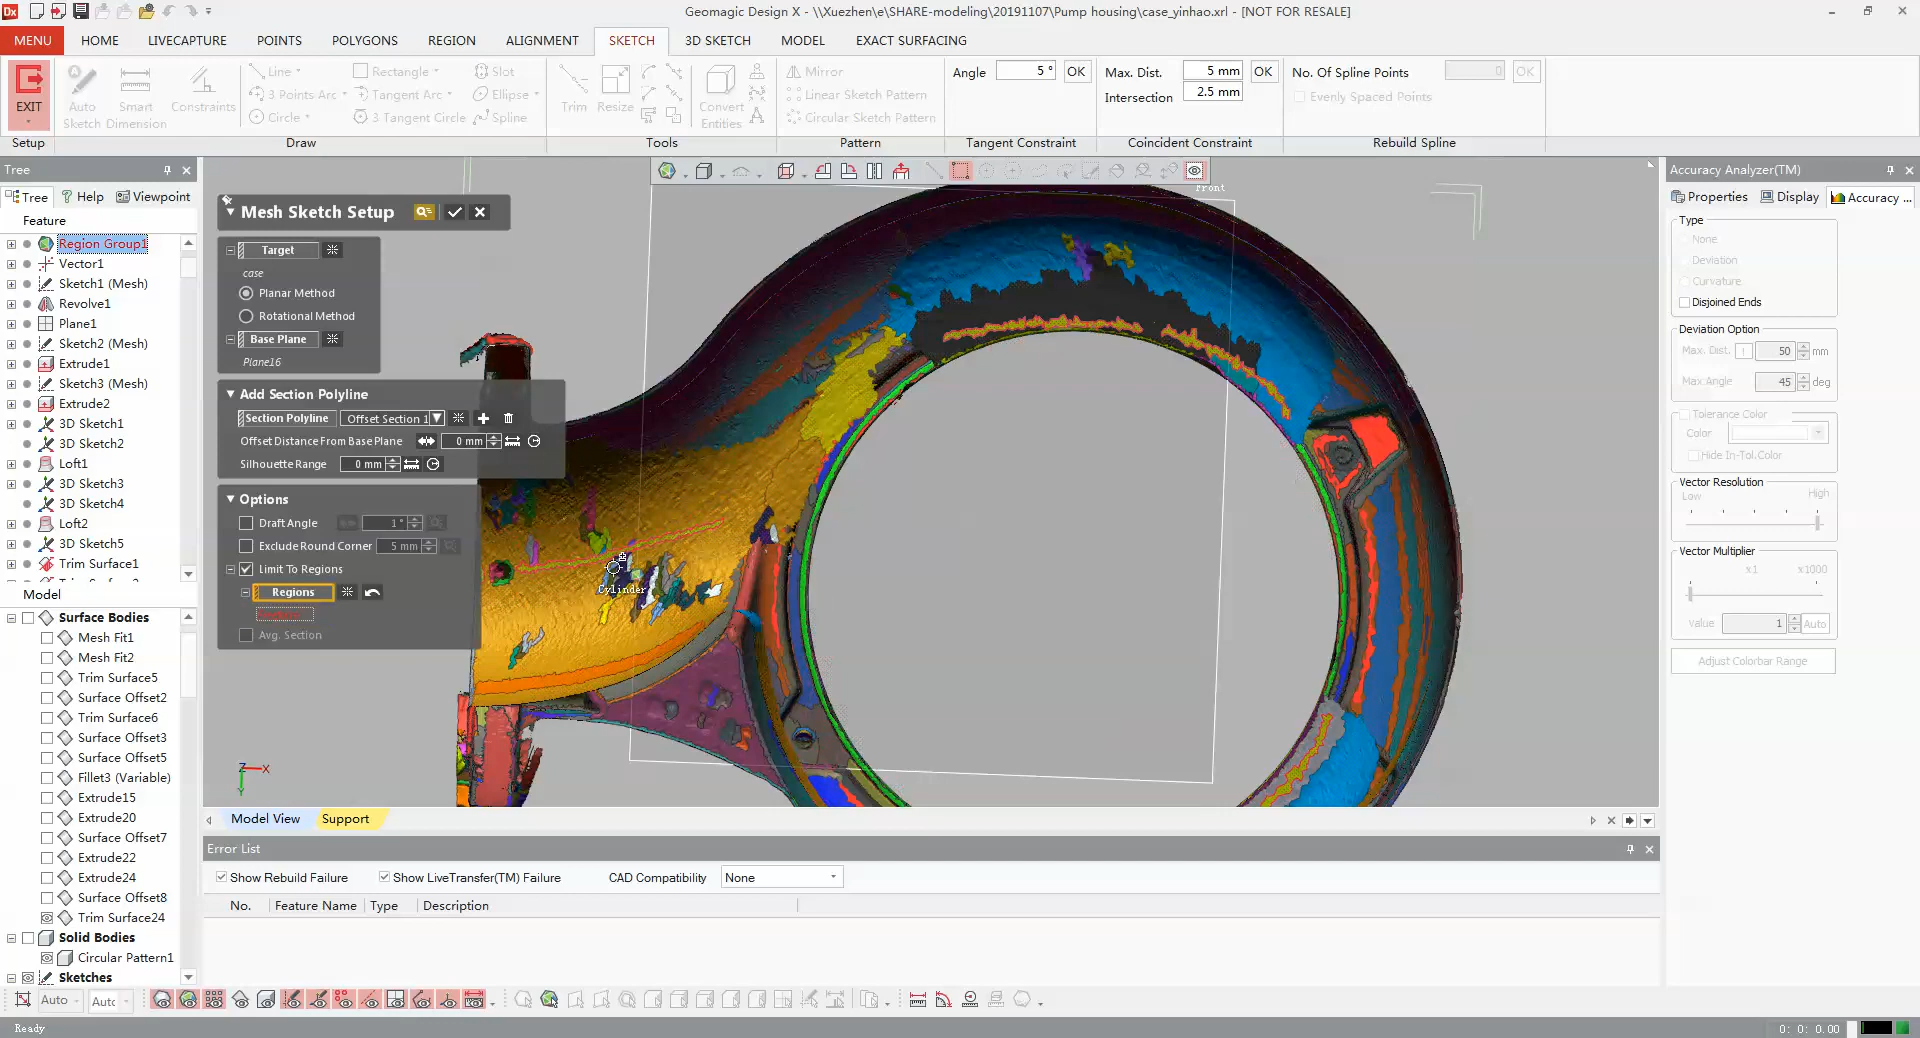 Dx
Geomagic Design X - \\Xuezhen\e\SHARE-modeling\20191107\Pump housing\case_yinhao.xrl - [NOT FOR RESALE]
MENU HOME LIVECAPTURE POINTS POLYGONS REGION ALIGNMENT SKETCH 3D SKETCH MODEL EXACT SURFACING
EXIT
Auto Sketch
Smart Dimension
Constraints
Line
Rectangle
Slot
3 Points Arc
Tangent Arc
Ellipse
Circle
3 Tangent Circle
Spline
Trim
Resize
Convert Entities
Mirror
Linear Sketch Pattern
Circular Sketch Pattern
Angle 5 ° OK
Max. Dist. 5 mm OK
Intersection 2.5 mm
No. Of Spline Points 0 OK
Evenly Spaced Points
Setup Draw Tools Pattern Tangent Constraint Coincident Constraint Rebuild Spline
Tree
Tree Help Viewpoint
Feature
Region Group1
Vector1
Sketch1 (Mesh)
Revolve1
Plane1
Sketch2 (Mesh)
Extrude1
Sketch3 (Mesh)
Extrude2
3D Sketch1
3D Sketch2
Loft1
3D Sketch3
3D Sketch4
Loft2
3D Sketch5
Trim Surface1
Model
Surface Bodies
Mesh Fit1
Mesh Fit2
Trim Surface5
Surface Offset2
Trim Surface6
Surface Offset3
Surface Offset5
Fillet3 (Variable)
Extrude15
Extrude20
Surface Offset7
Extrude22
Extrude24
Surface Offset8
Trim Surface24
Solid Bodies
Circular Pattern1
Sketches
Mesh Sketch Setup
Target
case
Planar Method
Rotational Method
Base Plane
Plane16
Add Section Polyline
Section Polyline Offset Section 1
Offset Distance From Base Plane 0 mm
Silhouette Range 0 mm
Options
Draft Angle 1 °
Exclude Round Corner 5 mm
Limit To Regions
Regions
Avg. Section
Front
Cylinder
Z X Y
Model View Support
Error List
Show Rebuild Failure Show LiveTransfer(TM) Failure CAD Compatibility None
No. Feature Name Type Description
Accuracy Analyzer(TM)
Properties Display Accuracy ...
Type
None
Deviation
Curvature
Disjoined Ends
Deviation Option
Max. Dist. ! 50 mm
Max.Angle 45 deg
Tolerance Color
Color
Hide In-Tol.Color
Vector Resolution
Low High
Vector Multiplier
x1 x1000
Value 1 Auto
Adjust Colorbar Range
Auto Autc
Ready
0: 0: 0.00